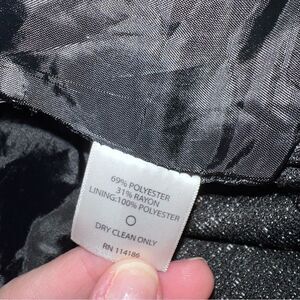 69% POLYESTER
31% RAYON
LINING:100% POLYESTER
DRY CLEAN ONLY
RN 114186